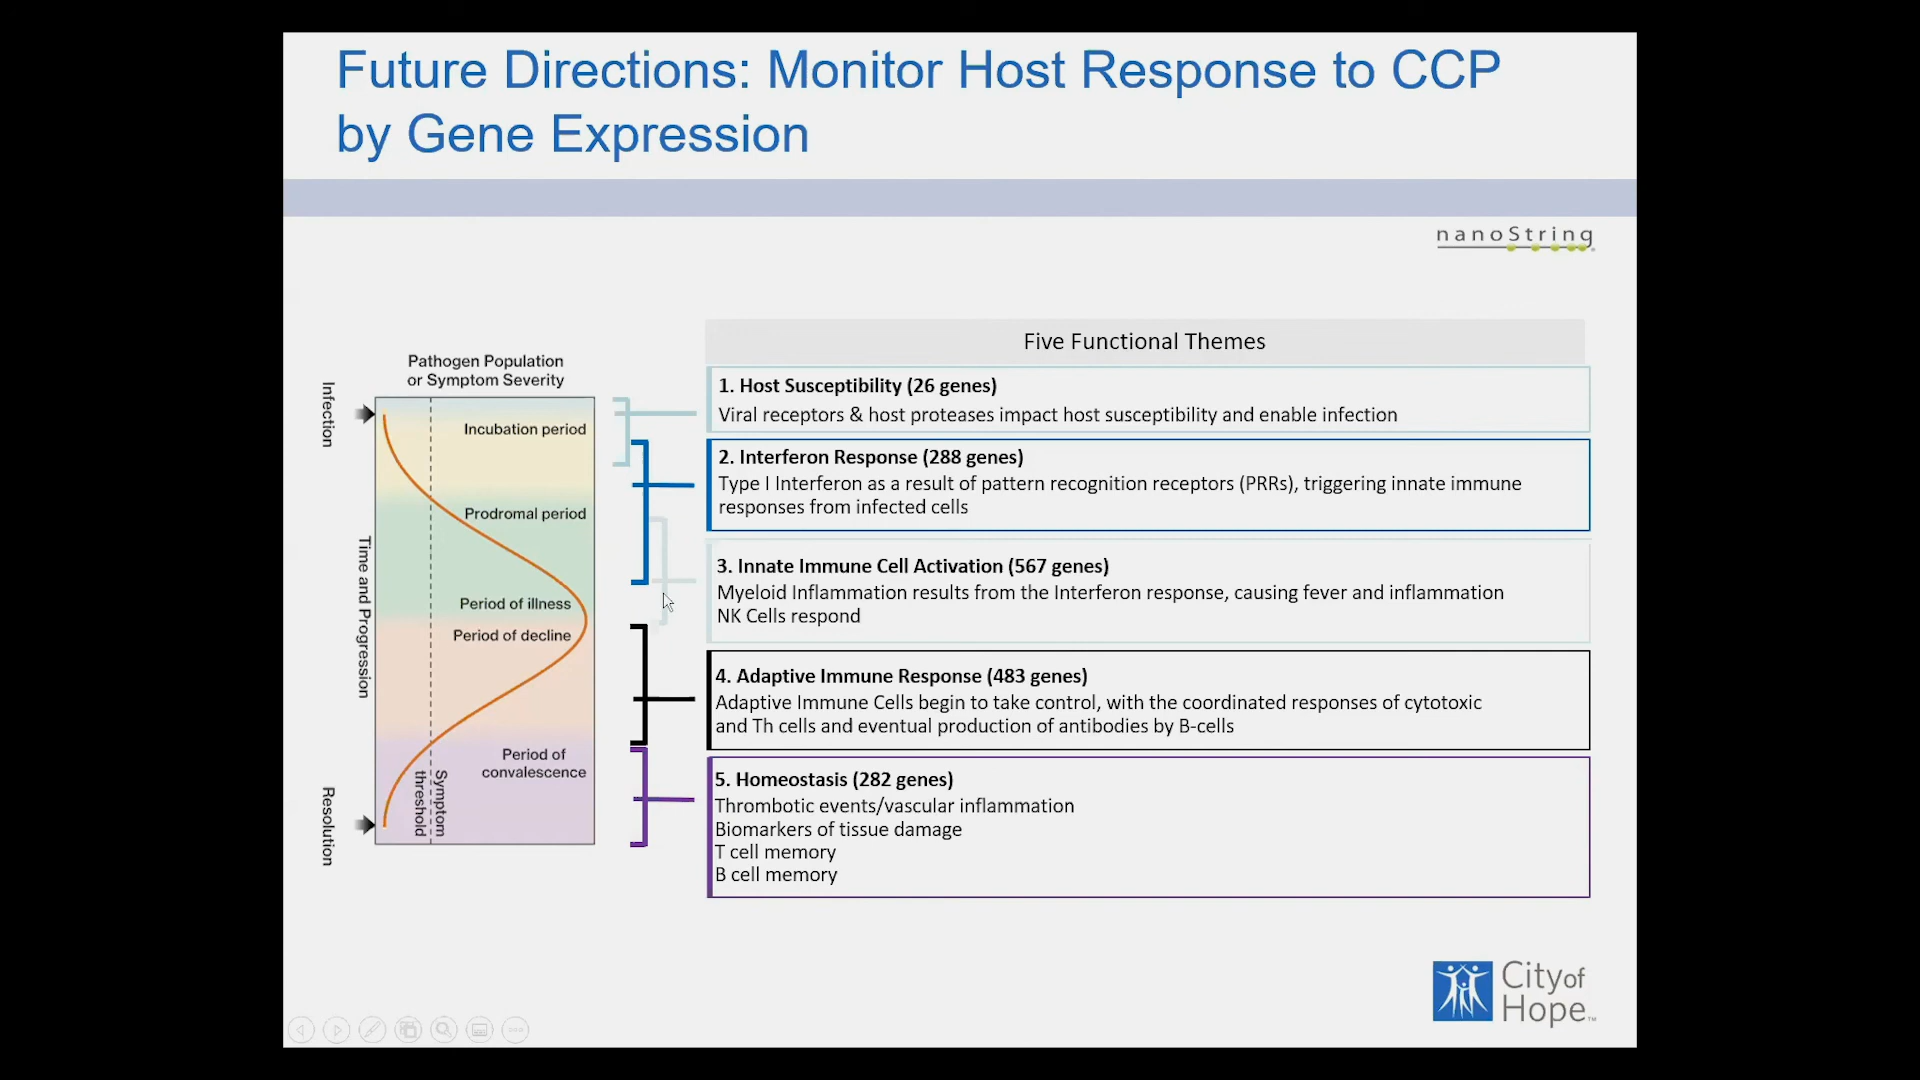 Future Directions: Monitor Host Response to CCP
by Gene Expression
nanoString
Pathogen Population
or Symptom Severity
Infection
Time and Progression
Resolution
Incubation period
Prodromal period
Period of illness
Period of decline
Period of
convalescence
Symptom
threshold
Five Functional Themes
1. Host Susceptibility (26 genes)
Viral receptors & host proteases impact host susceptibility and enable infection
2. Interferon Response (288 genes)
Type I Interferon as a result of pattern recognition receptors (PRRs), triggering innate immune
responses from infected cells
3. Innate Immune Cell Activation (567 genes)
Myeloid Inflammation results from the Interferon response, causing fever and inflammation
NK Cells respond
4. Adaptive Immune Response (483 genes)
Adaptive Immune Cells begin to take control, with the coordinated responses of cytotoxic
and Th cells and eventual production of antibodies by B-cells
5. Homeostasis (282 genes)
Thrombotic events/vascular inflammation
Biomarkers of tissue damage
T cell memory
B cell memory
City of
Hope™